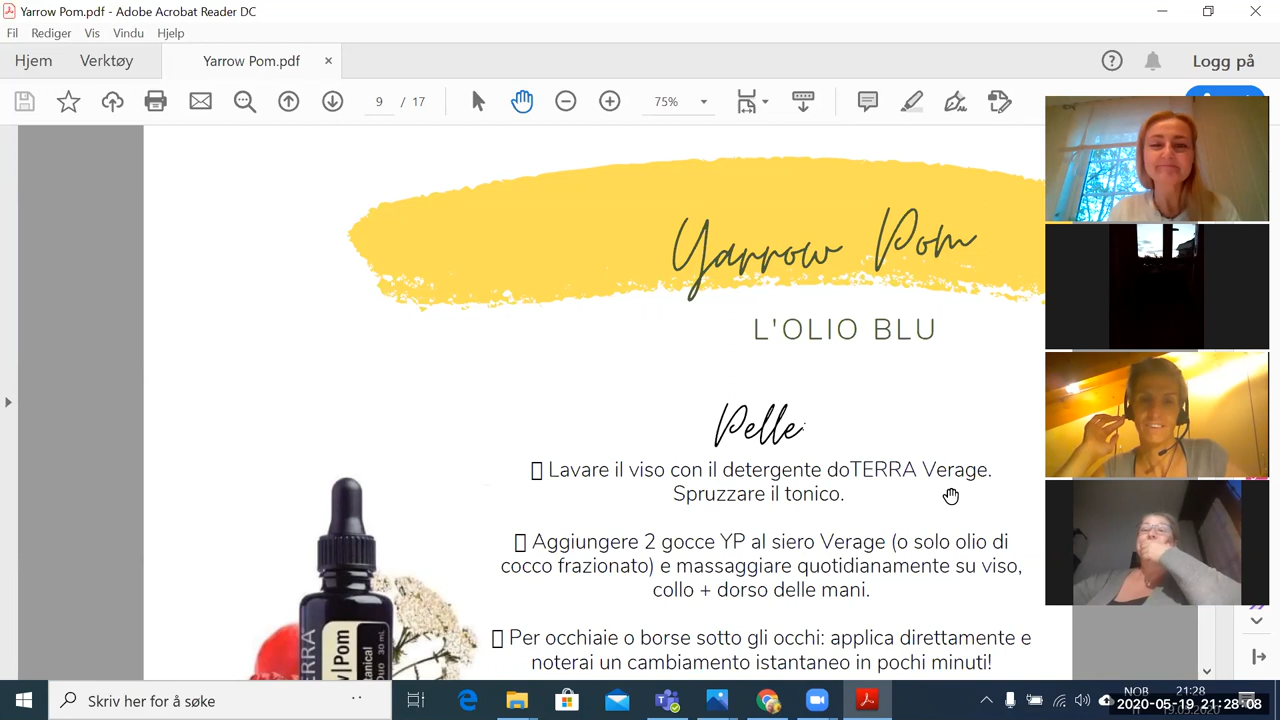 Yarrow Pom.pdf - Adobe Acrobat Reader DC
Fil Rediger Vis Vindu Hjelp
Hjem Verktøy Yarrow Pom.pdf × Logg på
9 / 17 75%
Yarrow Pom
L'OLIO BLU
Pelle:
Lavare il viso con il detergente doTERRA Verage.
Spruzzare il tonico.
Aggiungere 2 gocce YP al siero Verage (o solo olio di
cocco frazionato) e massaggiare quotidianamente su viso,
collo + dorso delle mani.
Per occhiaie o borse sotto gli occhi: applica direttamente e
noterai un cambiamento istantaneo in pochi minuti!
Skriv her for å søke
NOB 21:28
2020-05-19 21:28:08